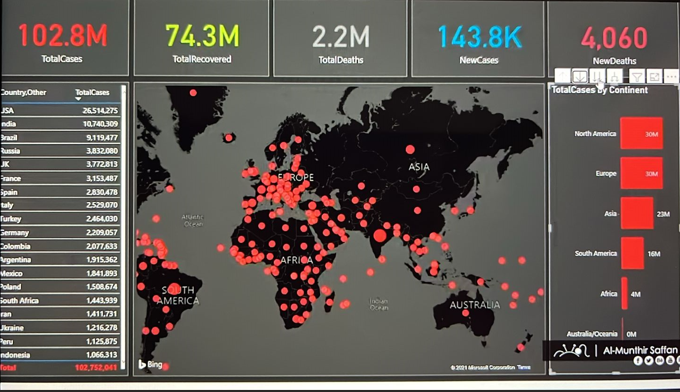 102.8M
TotalCases
74.3M
TotalRecovered
2.2M
TotalDeaths
143.8K
NewCases
4,060
NewDeaths
Country,Other TotalCases
USA 26,514,275
India 10,740,309
Brazil 9,119,477
Russia 3,832,080
UK 3,772,813
France 3,153,487
Spain 2,830,478
Italy 2,529,070
Turkey 2,464,030
Germany 2,209,057
Colombia 2,077,633
Argentina 1,915,362
Mexico 1,841,893
Poland 1,508,674
South Africa 1,443,939
Iran 1,411,731
Ukraine 1,216,278
Peru 1,125,875
Indonesia 1,066,313
Total 102,752,041
EUROPE
ASIA
Atlantic
Ocean
AFRICA
SOUTH
AMERICA
Indian
Ocean
AUSTRALIA
Bing
© 2021 Microsoft Corporation Terms
TotalCases by Continent
North America 30M
Europe 30M
Asia 23M
South America 16M
Africa 4M
Australia/Oceania 0M
Al-Munthir Saffan